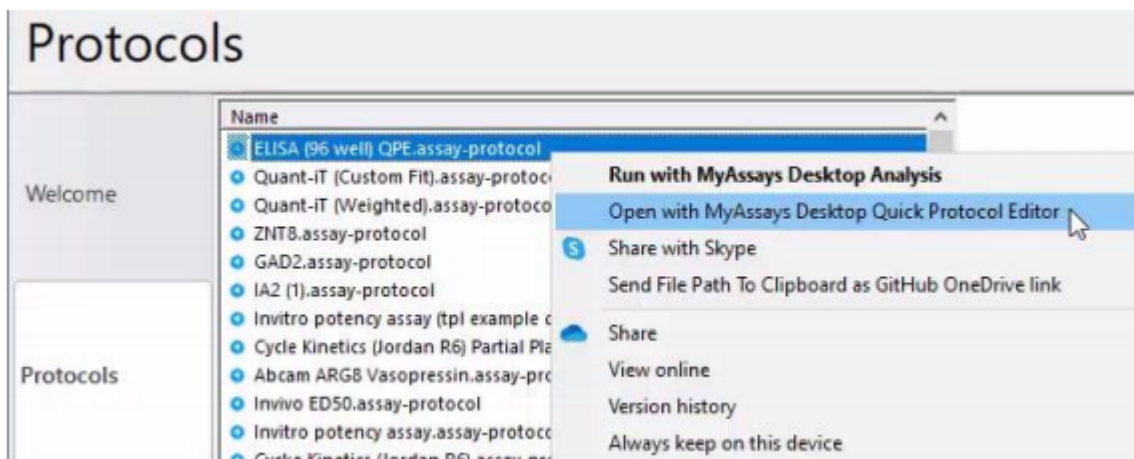 Protocols
Welcome
Protocols
Name
ELISA (96 well) QPE.assay-protocol
Quant-iT (Custom Fit).assay-protoc
Quant-iT (Weighted).assay-protoco
ZNT8.assay-protocol
GAD2.assay-protocol
IA2 (1).assay-protocol
Invitro potency assay (tpl example
Cycle Kinetics (Jordan R6) Partial Pla
Abcam ARG8 Vasopressin.assay-pro
Invivo ED50.assay-protocol
Invitro potency assay.assay-protoco
Run with MyAssays Desktop Analysis
Open with MyAssays Desktop Quick Protocol Editor
Share with Skype
Send File Path To Clipboard as GitHub OneDrive link
Share
View online
Version history
Always keep on this device